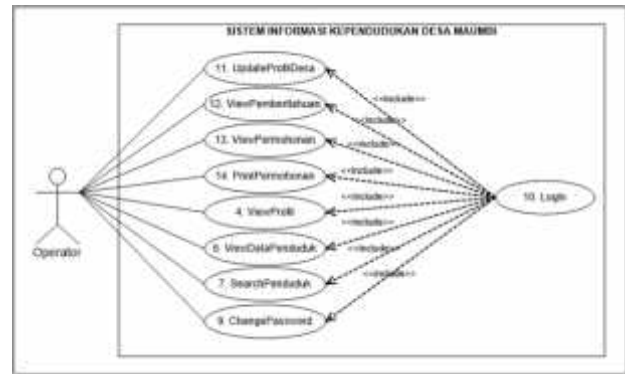 SISTEM INFORMASI KEPENDUDUKAN DESA MAUMBI
11. UpdateProfilDesa
12. ViewPemberitahuan
13. ViewPermohonan
14. PrintPermohonan
4. ViewProfil
6. ViewDataPenduduk
7. SearchPenduduk
9. ChangePassword
<<include>>
<<include>>
<<include>>
<<include>>
<<include>>
<<include>>
<<include>>
<<include>>
10. Login
Operator